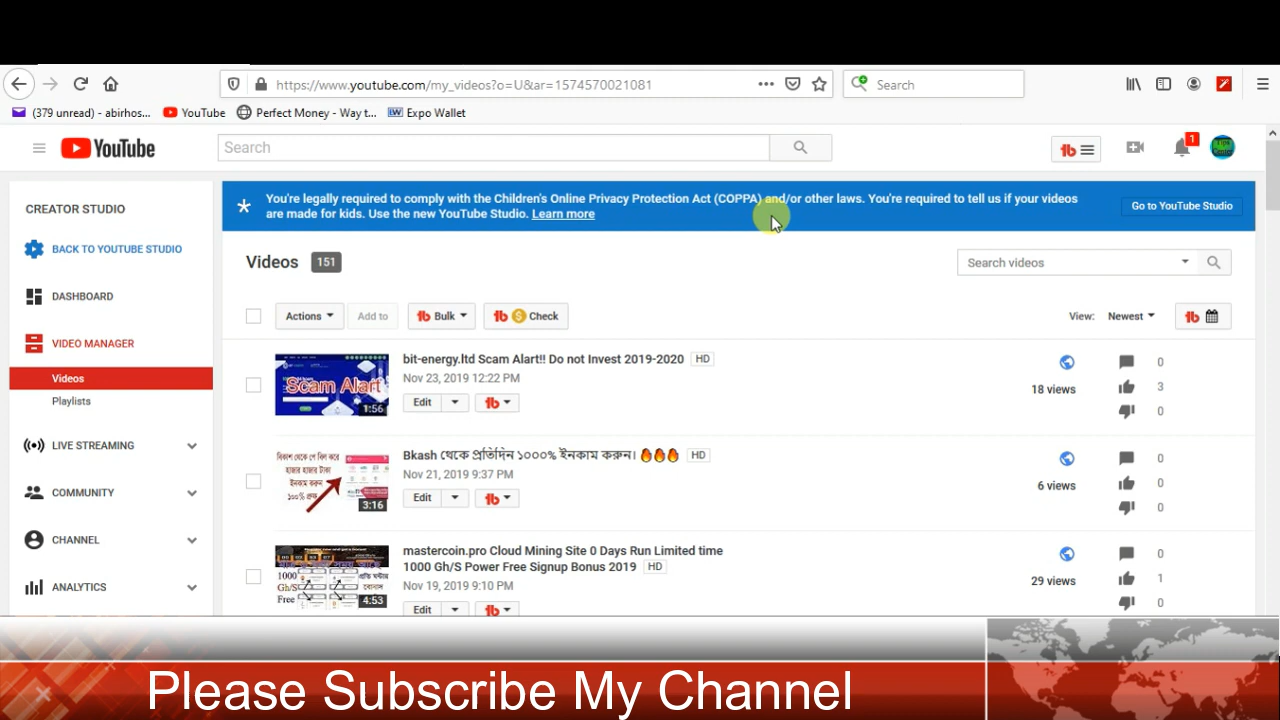 https://www.youtube.com/my_videos?o=U&ar=1574570021081
Search
(379 unread) - abirhos...
YouTube
Perfect Money - Way t...
Expo Wallet
YouTube
Search
1
CREATOR STUDIO
BACK TO YOUTUBE STUDIO
DASHBOARD
VIDEO MANAGER
Videos
Playlists
LIVE STREAMING
COMMUNITY
CHANNEL
ANALYTICS
You're legally required to comply with the Children's Online Privacy Protection Act (COPPA) and/or other laws. You're required to tell us if your videos
are made for kids. Use the new YouTube Studio. Learn more
Go to YouTube Studio
Videos 151
Search videos
Actions
Add to
Bulk
Check
View: Newest
Scam Alart
1:56
bit-energy.ltd Scam Alart!! Do not Invest 2019-2020 HD
Nov 23, 2019 12:22 PM
Edit
18 views
0
3
0
বিকাশ থেকে পে বিল করে
হাজার হাজার টাকা
ইনকাম করুন
১০০% প্রুফ
3:16
Bkash থেকে প্রতিদিন ১০০০% ইনকাম করুন। 🔥🔥🔥 HD
Nov 21, 2019 9:37 PM
Edit
6 views
0
0
0
1000
Gh/S
Free
4:53
mastercoin.pro Cloud Mining Site 0 Days Run Limited time
1000 Gh/S Power Free Signup Bonus 2019 HD
Nov 19, 2019 9:10 PM
Edit
29 views
0
1
0
Please Subscribe My Channel